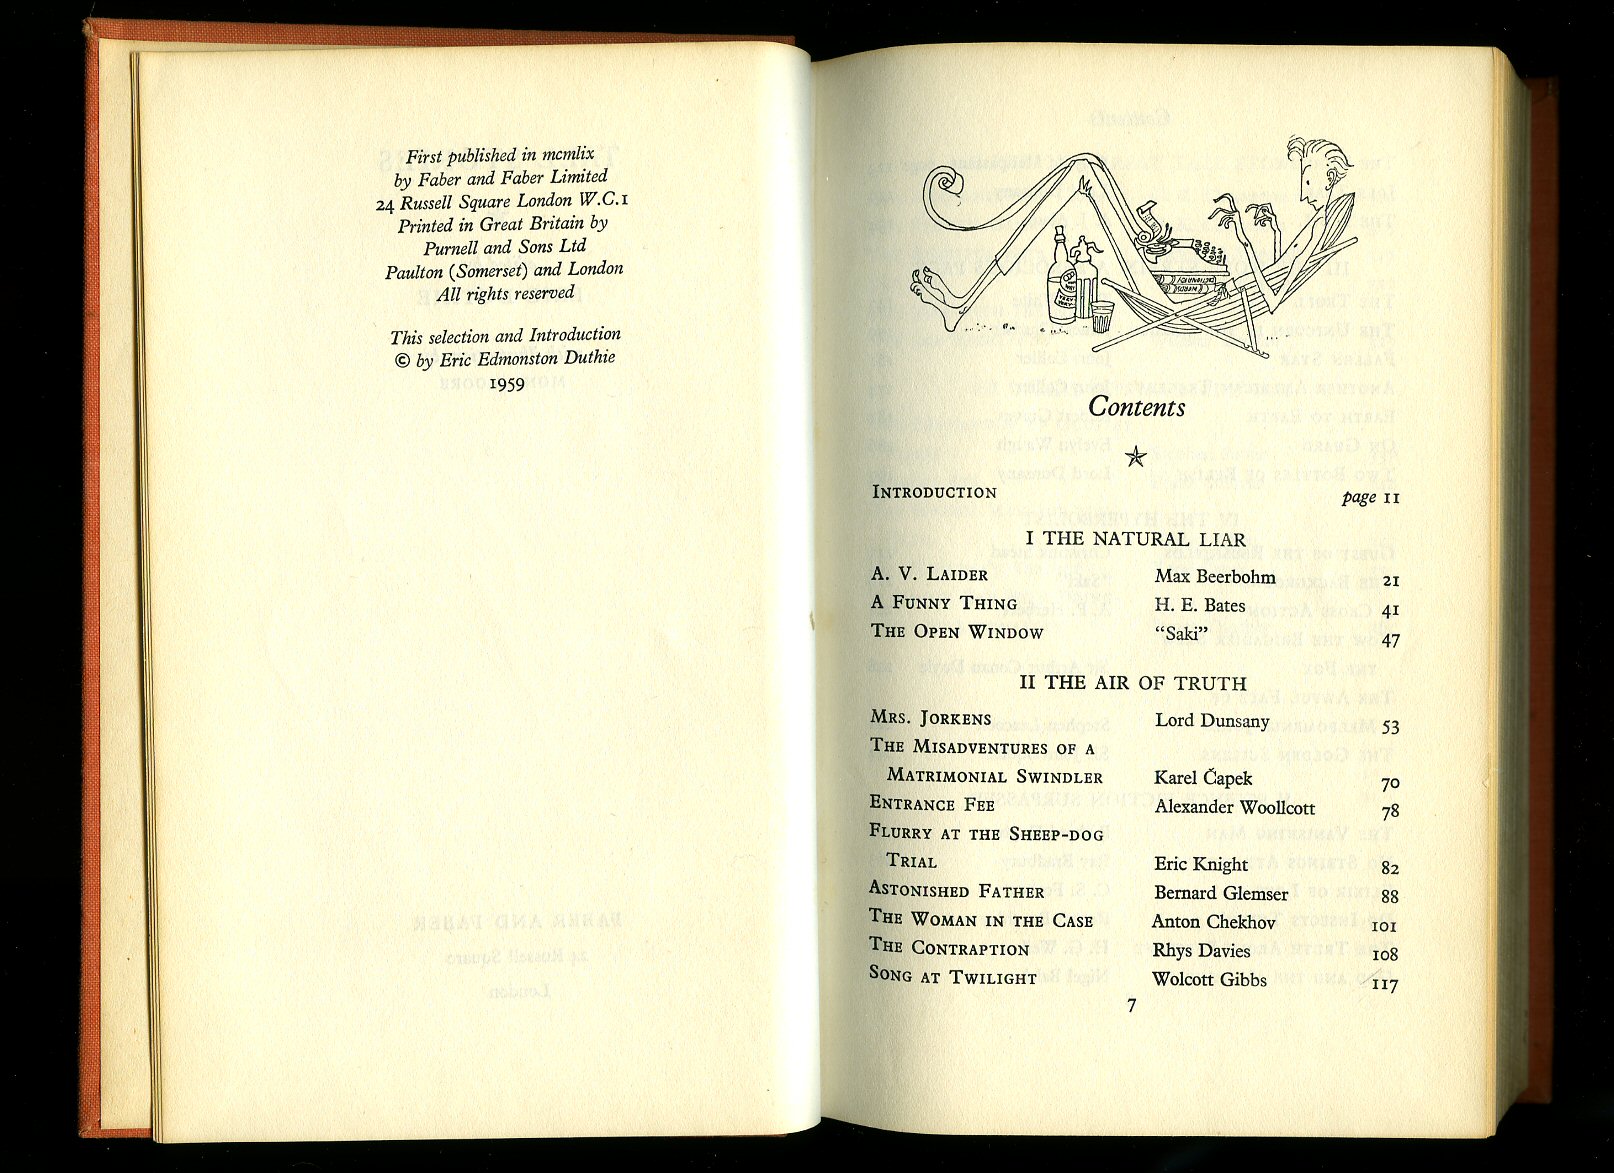 First published in mcmlix
by Faber and Faber Limited
24 Russell Square London W.C.1
Printed in Great Britain by
Purnell and Sons Ltd
Paulton (Somerset) and London
All rights reserved
This selection and Introduction
© by Eric Edmonston Duthie
1959
Contents
INTRODUCTION page 11
I THE NATURAL LIAR
A. V. LAIDER Max Beerbohm 21
A FUNNY THING H. E. Bates 41
THE OPEN WINDOW “Saki” 47
II THE AIR OF TRUTH
MRS. JORKENS Lord Dunsany 53
THE MISADVENTURES OF A
MATRIMONIAL SWINDLER Karel Čapek 70
ENTRANCE FEE Alexander Woollcott 78
FLURRY AT THE SHEEP-DOG
TRIAL Eric Knight 82
ASTONISHED FATHER Bernard Glemser 88
THE WOMAN IN THE CASE Anton Chekhov 101
THE CONTRAPTION Rhys Davies 108
SONG AT TWILIGHT Wolcott Gibbs 117
7